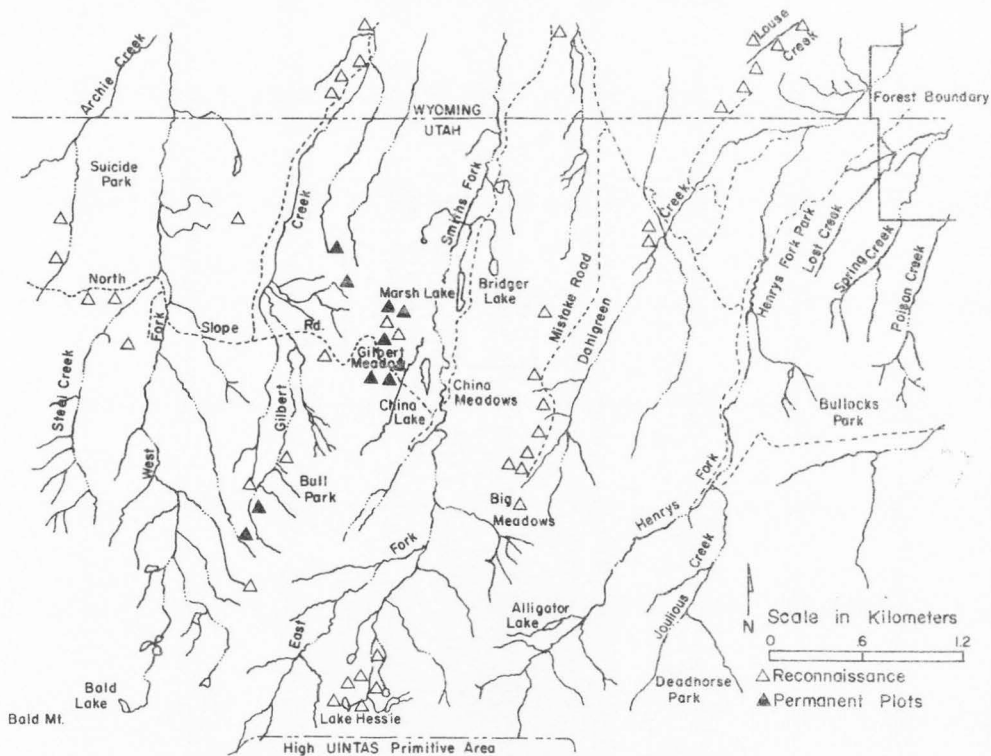 Louse
Creek
Archie Creek
Forest Boundary
WYOMING
UTAH
Suicide
Park
Creek
Smiths Fork
Creek
Henrys Fork Park
Lost Creek
Spring Creek
Poison Creek
North
Fork
Slope
Rd.
Marsh Lake
Bridger
Lake
Mistake Road
Dahlgreen
Gilbert
Meadow
China
Lake
China
Meadows
Steel Creek
Gilbert
Bullocks
Park
West
Bull
Park
Big
Meadows
Fork
Henrys
Fork
Creek
Alligator
Lake
East
Joulious
N
Scale in Kilometers
0 .6 1.2
Reconnaissance
Permanent Plots
Deadhorse
Park
Bald
Lake
Bald Mt.
Lake Hessie
High UINTAS Primitive Area